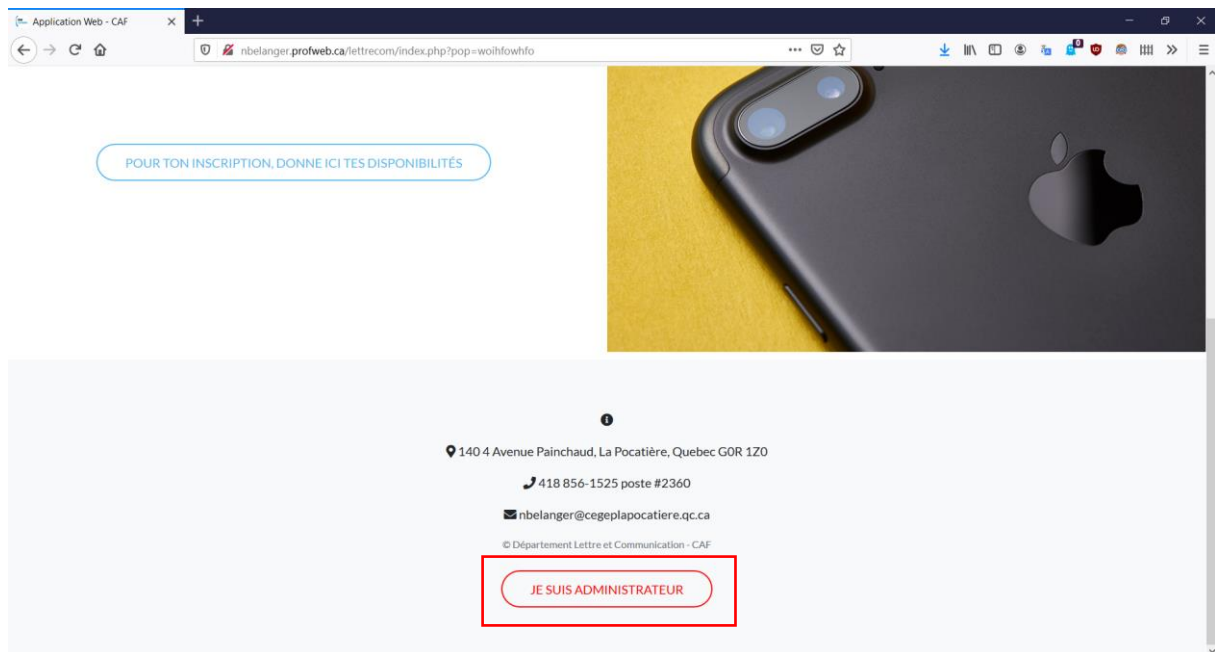 Application Web - CAF
nbelanger.profweb.ca/lettrecom/index.php?pop=woihfowhfo
POUR TON INSCRIPTION, DONNE ICI TES DISPONIBILITÉS
140 4 Avenue Painchaud, La Pocatière, Quebec G0R 1Z0
418 856-1525 poste #2360
nbelanger@cegeplapocatiere.qc.ca
© Département Lettre et Communication - CAF
JE SUIS ADMINISTRATEUR